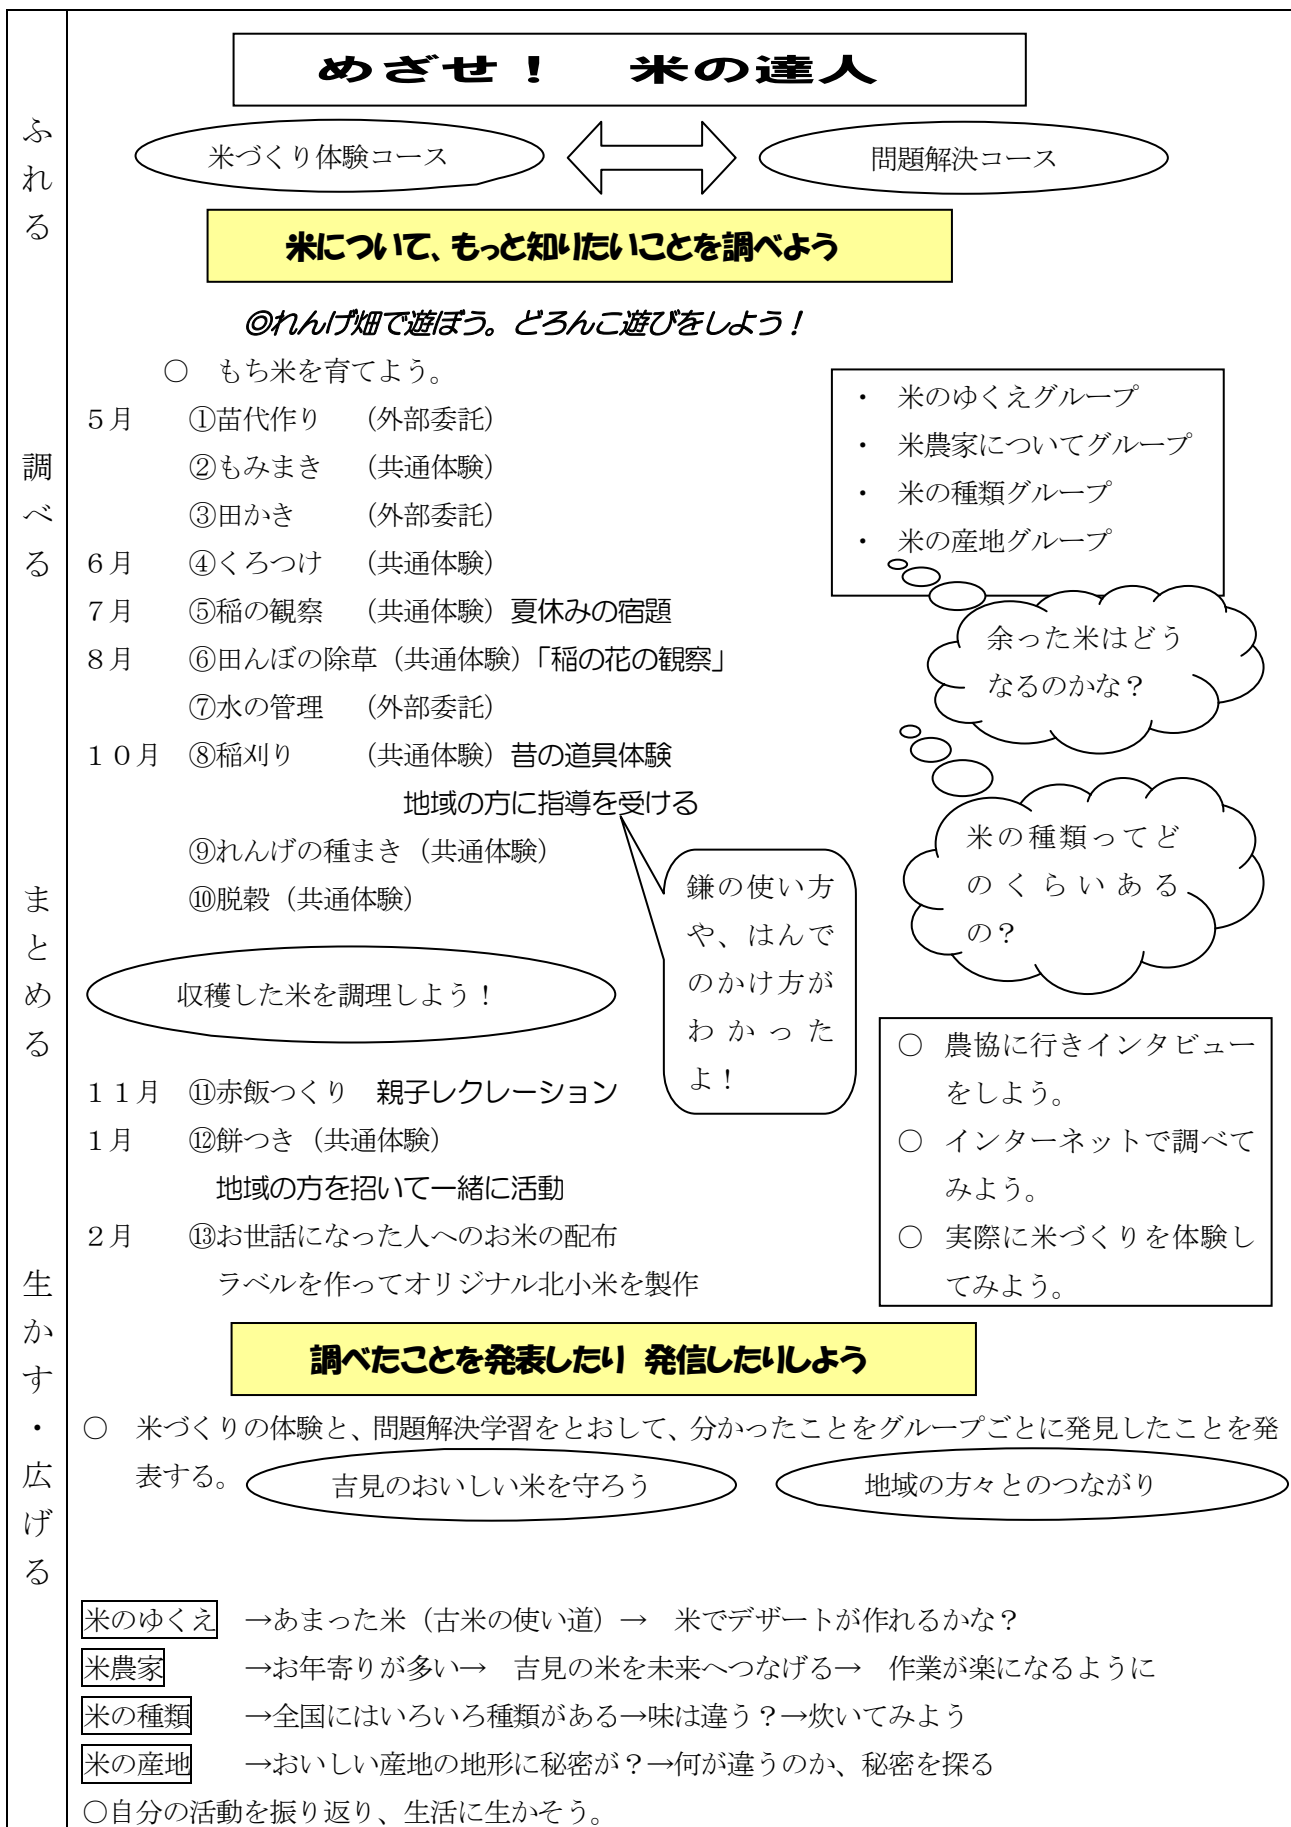 めざせ！　米の達人
ふれる
米づくり体験コース
問題解決コース
米について、もっと知りたいことを調べよう
◎れんげ畑で遊ぼう。どろんこ遊びをしよう！
○　もち米を育てよう。
調べる
５月　①苗代作り　（外部委託）
②もみまき　（共通体験）
③田かき　（外部委託）
６月　④くろつけ　（共通体験）
７月　⑤稲の観察　（共通体験）夏休みの宿題
８月　⑥田んぼの除草（共通体験）「稲の花の観察」
⑦水の管理　（外部委託）
１０月　⑧稲刈り　（共通体験）昔の道具体験
地域の方に指導を受ける
⑨れんげの種まき（共通体験）
⑩脱穀（共通体験）
・　米のゆくえグループ
・　米農家についてグループ
・　米の種類グループ
・　米の産地グループ
余った米はどう
なるのかな？
米の種類ってど
のくらいある
の？
鎌の使い方
や、はんで
のかけ方が
わかった
よ！
まとめる
収穫した米を調理しよう！
１１月　⑪赤飯つくり　親子レクレーション
１月　⑫餅つき（共通体験）
地域の方を招いて一緒に活動
２月　⑬お世話になった人へのお米の配布
ラベルを作ってオリジナル北小米を製作
○　農協に行きインタビュー
をしよう。
○　インターネットで調べて
みよう。
○　実際に米づくりを体験し
てみよう。
生かす・広げる
調べたことを発表したり 発信したりしよう
○　米づくりの体験と、問題解決学習をとおして、分かったことをグループごとに発見したことを発
表する。
吉見のおいしい米を守ろう
地域の方々とのつながり
米のゆくえ　→あまった米（古米の使い道）→　米でデザートが作れるかな？
米農家　→お年寄りが多い→　吉見の米を未来へつなげる→　作業が楽になるように
米の種類　→全国にはいろいろ種類がある→味は違う？→炊いてみよう
米の産地　→おいしい産地の地形に秘密が？→何が違うのか、秘密を探る
○自分の活動を振り返り、生活に生かそう。